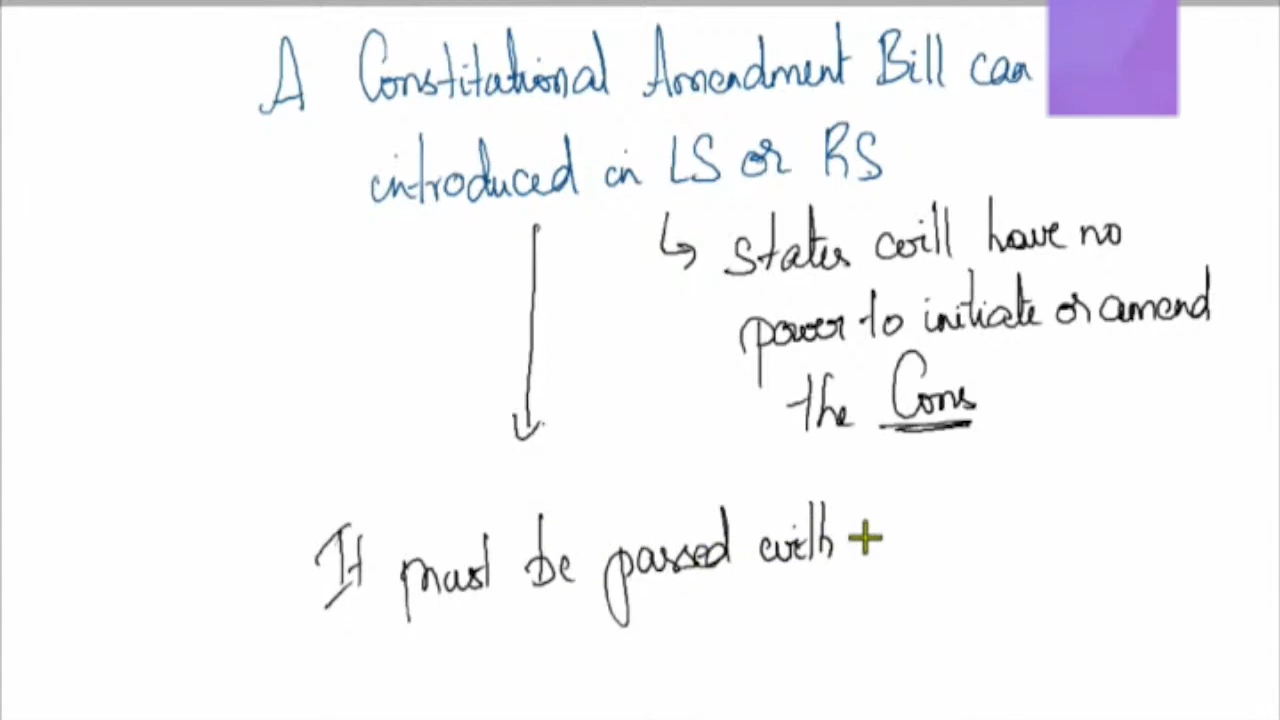 A Constitutional Amendment Bill can
introduced in LS or RS
↳ States will have no
power to initiate or amend
the Cons
It must be passed with